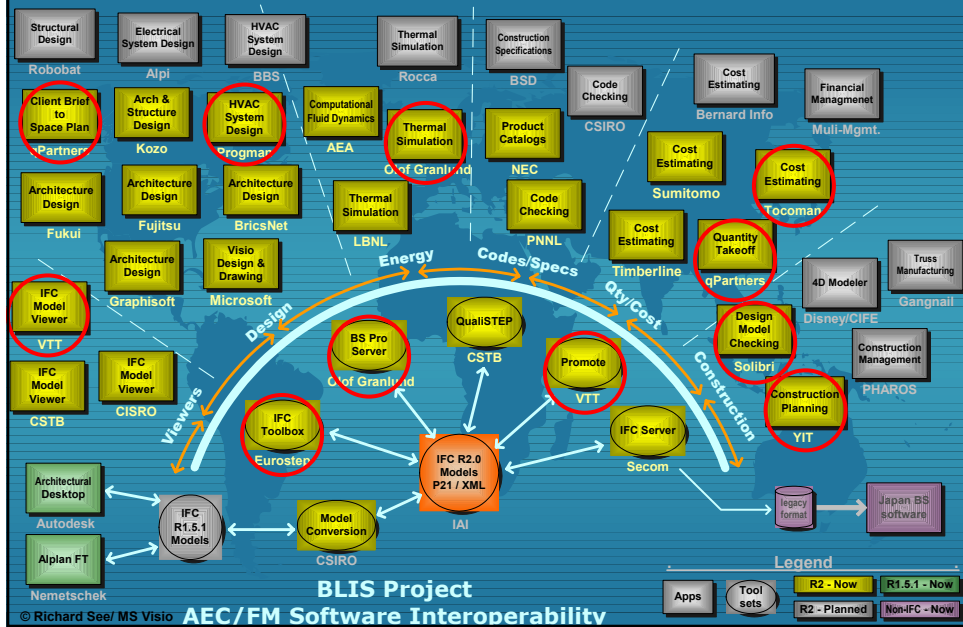 Structural
Design
Robobat
Electrical
System Design
Alpi
HVAC
System
Design
BBS
Thermal
Simulation
Rocca
Construction
Specifications
BSD
Code
Checking
CSIRO
Cost
Estimating
Bernard Info
Financial
Managmenet
Muli-Mgmt.
Client Brief
to
Space Plan
qPartners
Arch &
Structure
Design
Kozo
HVAC
System
Design
Progman
Computational
Fluid Dynamics
AEA
Thermal
Simulation
Olof Granlund
Product
Catalogs
NEC
Cost
Estimating
Sumitomo
Cost
Estimating
Tocoman
Architecture
Design
Fukui
Architecture
Design
Fujitsu
Architecture
Design
BricsNet
Thermal
Simulation
LBNL
Code
Checking
PNNL
Cost
Estimating
Timberline
Quantity
Takeoff
qPartners
Architecture
Design
Graphisoft
Visio
Design &
Drawing
Microsoft
4D Modeler
Disney/CIFE
Truss
Manufacturing
Gangnail
IFC
Model
Viewer
VTT
Design
Model
Checking
Solibri
Construction
Management
PHAROS
IFC
Model
Viewer
CSTB
IFC
Model
Viewer
CISRO
Construction
Planning
YIT
Viewers
Design
Energy
Codes/Specs
Qty/Cost
Construction
BS Pro
Server
Olof Granlund
QualiSTEP
CSTB
Promote
VTT
IFC
Toolbox
Eurostep
IFC Server
Secom
IFC R2.0
Models
P21 / XML
IAI
Architectural
Desktop
Autodesk
IFC
R1.5.1
Models
Model
Conversion
CSIRO
legacy
format
Japan BS
software
Alplan FT
Nemetschek
BLIS Project
AEC/FM Software Interoperability
© Richard See/ MS Visio
Legend
Apps
Tool
sets
R2 - Now
R1.5.1 - Now
R2 - Planned
Non-IFC - Now